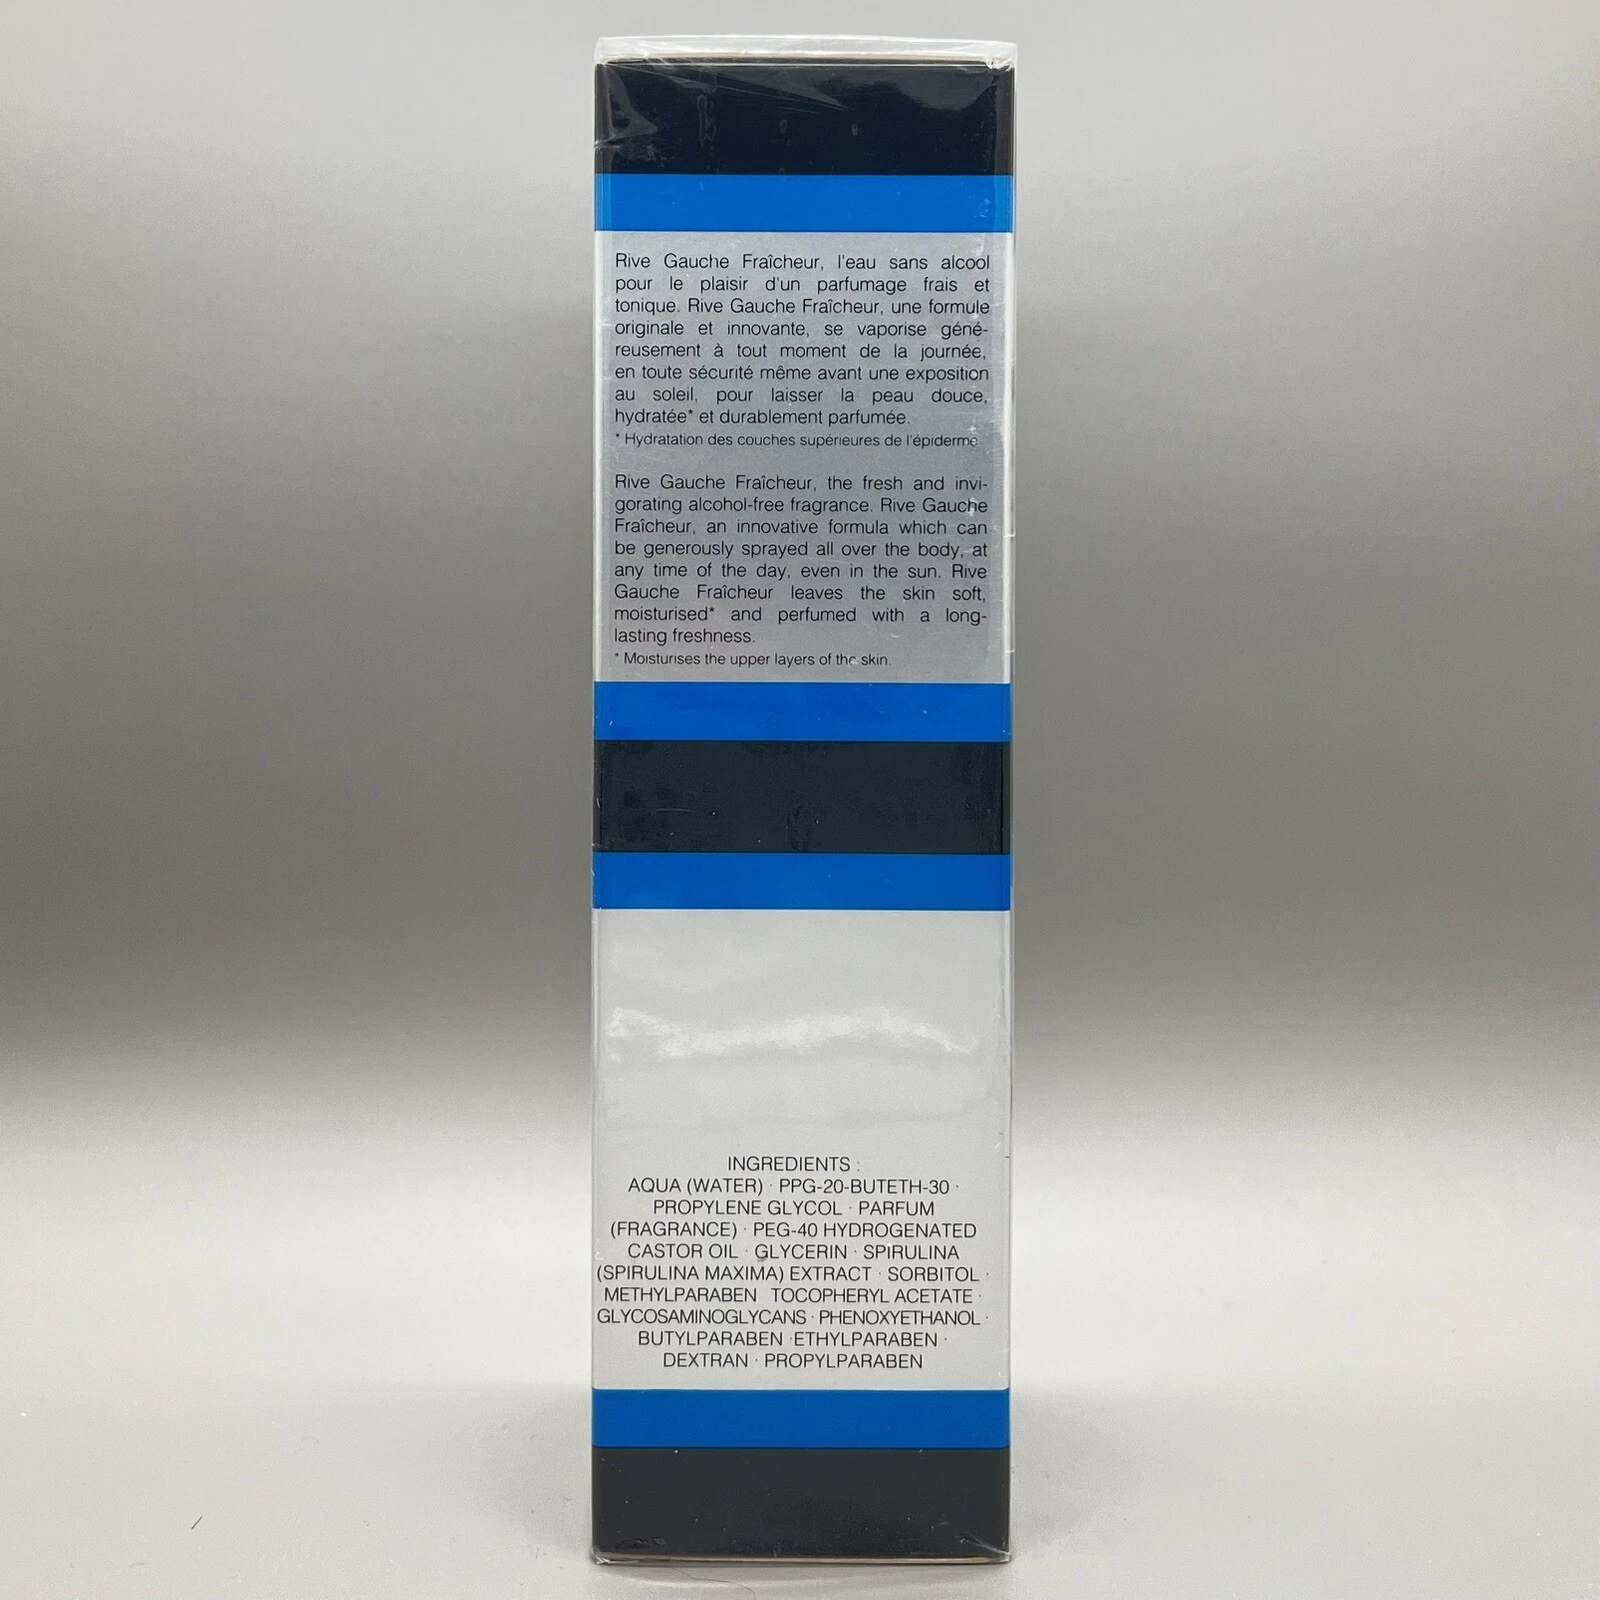 Rive Gauche Fraîcheur, l'eau sans alcool
pour le plaisir d'un parfumage frais et
tonique. Rive Gauche Fraîcheur, une formule
originale et innovante, se vaporise géné-
reusement à tout moment de la journée,
en toute sécurité même avant une exposition
au soleil, pour laisser la peau douce,
hydratée* et durablement parfumée.
* Hydratation des couches supérieures de l'épiderme
Rive Gauche Fraîcheur, the fresh and invi-
gorating alcohol-free fragrance. Rive Gauche
Fraîcheur, an innovative formula which can
be generously sprayed all over the body, at
any time of the day, even in the sun. Rive
Gauche Fraîcheur leaves the skin soft,
moisturised* and perfumed with a long-
lasting freshness.
* Moisturises the upper layers of the skin.
INGREDIENTS :
AQUA (WATER) · PPG-20-BUTETH-30 ·
PROPYLENE GLYCOL · PARFUM
(FRAGRANCE) · PEG-40 HYDROGENATED
CASTOR OIL · GLYCERIN · SPIRULINA
(SPIRULINA MAXIMA) EXTRACT · SORBITOL ·
METHYLPARABEN TOCOPHERYL ACETATE ·
GLYCOSAMINOGLYCANS · PHENOXYETHANOL ·
BUTYLPARABEN · ETHYLPARABEN ·
DEXTRAN · PROPYLPARABEN